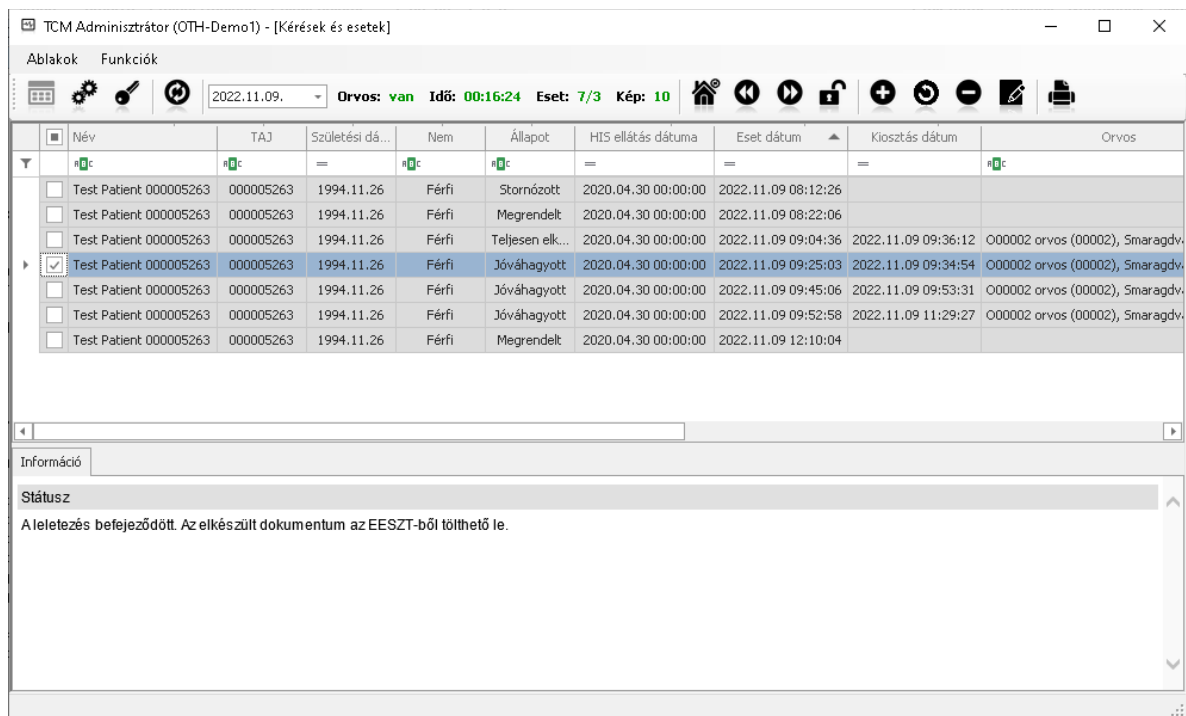 TCM Adminisztrátor (OTH-Demo1) - [Kérések és esetek]
Ablakok Funkciók
2022.11.09. Orvos: van Idő: 00:16:24 Eset: 7/3 Kép: 10
Név TAJ Születési dá... Nem Állapot HIS ellátás dátuma Eset dátum Kiosztás dátum Orvos
ABC ABC = ABC ABC = = = ABC
Test Patient 000005263 000005263 1994.11.26 Férfi Stornózott 2020.04.30 00:00:00 2022.11.09 08:12:26
Test Patient 000005263 000005263 1994.11.26 Férfi Megrendelt 2020.04.30 00:00:00 2022.11.09 08:22:06
Test Patient 000005263 000005263 1994.11.26 Férfi Teljesen elk... 2020.04.30 00:00:00 2022.11.09 09:04:36 2022.11.09 09:36:12 O00002 orvos (00002), Smaragdv
Test Patient 000005263 000005263 1994.11.26 Férfi Jóváhagyott 2020.04.30 00:00:00 2022.11.09 09:25:03 2022.11.09 09:34:54 O00002 orvos (00002), Smaragdv
Test Patient 000005263 000005263 1994.11.26 Férfi Jóváhagyott 2020.04.30 00:00:00 2022.11.09 09:45:06 2022.11.09 09:53:31 O00002 orvos (00002), Smaragdv
Test Patient 000005263 000005263 1994.11.26 Férfi Jóváhagyott 2020.04.30 00:00:00 2022.11.09 09:52:58 2022.11.09 11:29:27 O00002 orvos (00002), Smaragdv
Test Patient 000005263 000005263 1994.11.26 Férfi Megrendelt 2020.04.30 00:00:00 2022.11.09 12:10:04
Információ
Státusz
A leletezés befejeződött. Az elkészült dokumentum az EESZT-ből tölthető le.